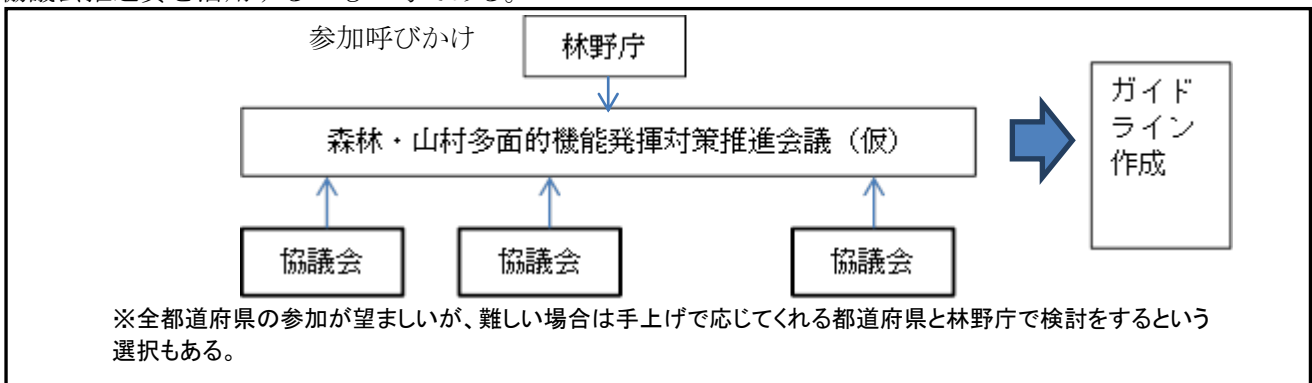 参加呼びかけ
林野庁
森林・山村多面的機能発揮対策推進会議（仮）
協議会
協議会
協議会
ガイド
ライン
作成
※全都道府県の参加が望ましいが、難しい場合は手上げで応じてくれる都道府県と林野庁で検討をするという
選択もある。